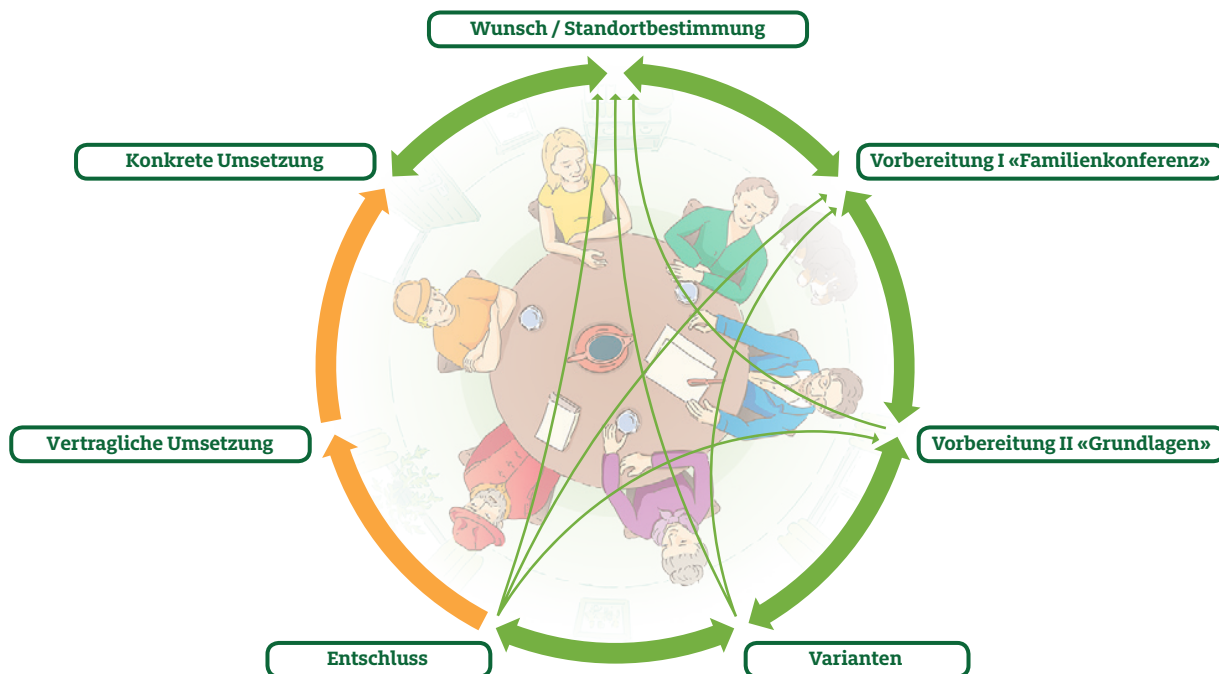 Wunsch / Standortbestimmung
Konkrete Umsetzung
Vorbereitung I «Familienkonferenz»
Vertragliche Umsetzung
Vorbereitung II «Grundlagen»
Entschluss
Varianten